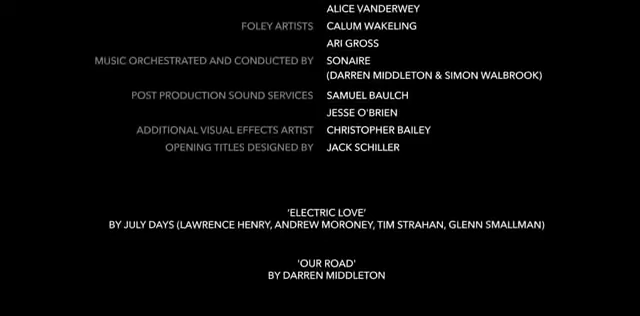 ALICE VANDERWEY
FOLEY ARTISTS CALUM WAKELING
ARI GROSS
MUSIC ORCHESTRATED AND CONDUCTED BY SONAIRE
(DARREN MIDDLETON & SIMON WALBROOK)
POST PRODUCTION SOUND SERVICES SAMUEL BAULCH
JESSE O'BRIEN
ADDITIONAL VISUAL EFFECTS ARTIST CHRISTOPHER BAILEY
OPENING TITLES DESIGNED BY JACK SCHILLER
'ELECTRIC LOVE'
BY JULY DAYS (LAWRENCE HENRY, ANDREW MORONEY, TIM STRAHAN, GLENN SMALLMAN)
'OUR ROAD'
BY DARREN MIDDLETON